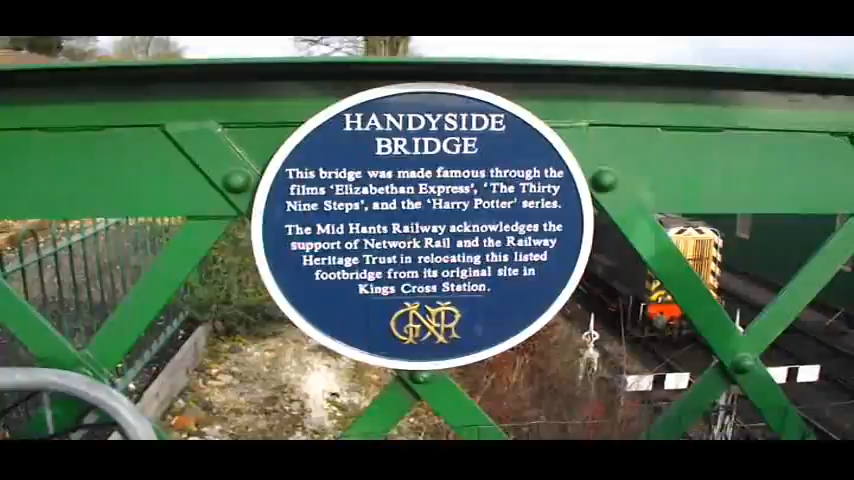 HANDYSIDE
BRIDGE
This bridge was made famous through the
films 'Elizabethan Express', 'The Thirty
Nine Steps', and the 'Harry Potter' series.
The Mid Hants Railway acknowledges the
support of Network Rail and the Railway
Heritage Trust in relocating this listed
footbridge from its original site in
Kings Cross Station.
GNR